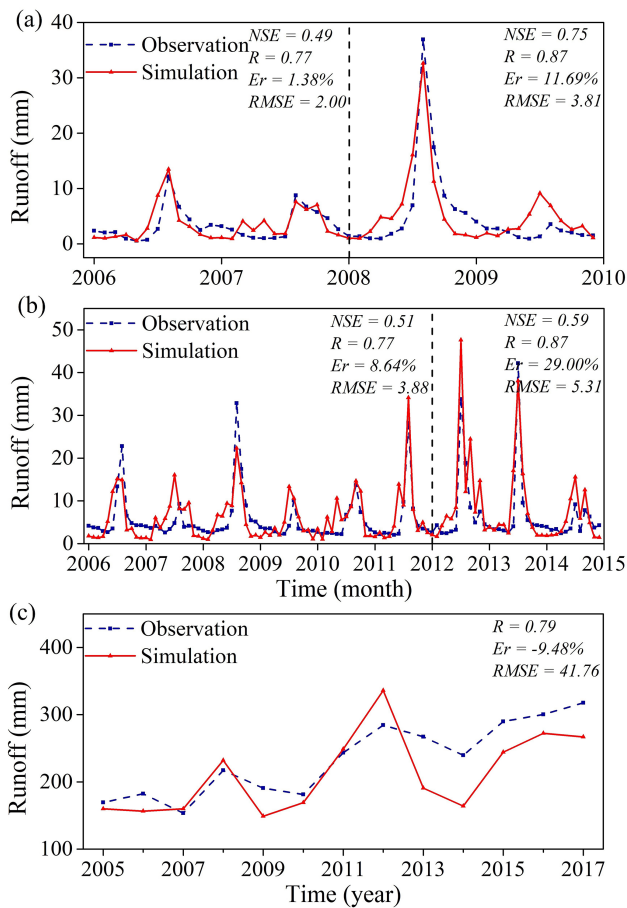 (a)
40
30
20
10
0
Runoff (mm)
Observation
Simulation
NSE = 0.49
R = 0.77
Er = 1.38%
RMSE = 2.00
NSE = 0.75
R = 0.87
Er = 11.69%
RMSE = 3.81
2006 2007 2008 2009 2010
(b)
50
40
30
20
10
0
Runoff (mm)
Observation
Simulation
NSE = 0.51
R = 0.77
Er = 8.64%
RMSE = 3.88
NSE = 0.59
R = 0.87
Er = 29.00%
RMSE = 5.31
2006 2007 2008 2009 2010 2011 2012 2013 2014 2015
Time (month)
(c)
400
300
200
100
Runoff (mm)
Observation
Simulation
R = 0.79
Er = -9.48%
RMSE = 41.76
2005 2007 2009 2011 2013 2015 2017
Time (year)